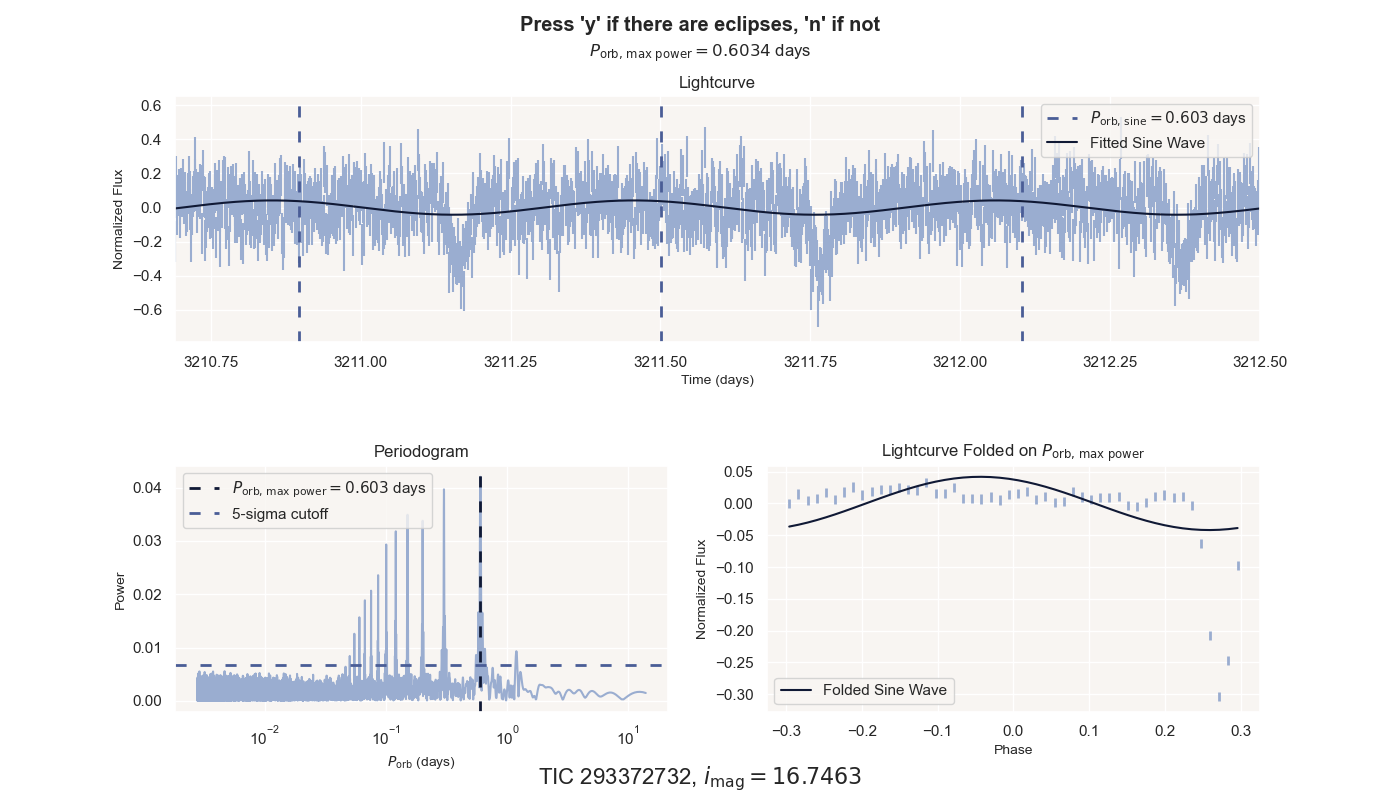 Press 'y' if there are eclipses, 'n' if not
P_orb, max power = 0.6034 days
Lightcurve
0.6
0.4
0.2
0.0
−0.2
−0.4
−0.6
Normalized Flux
P_orb, sine = 0.603 days
Fitted Sine Wave
3210.75 3211.00 3211.25 3211.50 3211.75 3212.00 3212.25 3212.50
Time (days)
Periodogram
0.04
0.03
0.02
0.01
0.00
Power
P_orb, max power = 0.603 days
5-sigma cutoff
10^−2 10^−1 10^0 10^1
P_orb (days)
Lightcurve Folded on P_orb, max power
0.05
0.00
−0.05
−0.10
−0.15
−0.20
−0.25
−0.30
Normalized Flux
Folded Sine Wave
−0.3 −0.2 −0.1 0.0 0.1 0.2 0.3
Phase
TIC 293372732, i_mag = 16.7463